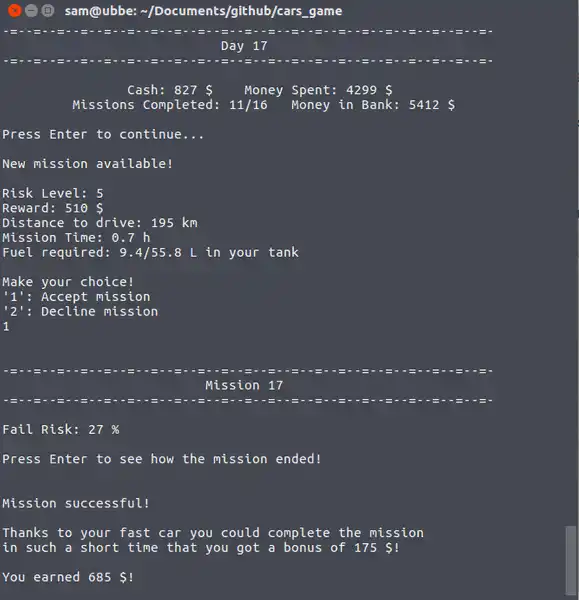 sam@ubbe: ~/Documents/github/cars_game
-=--=--=--=--=--=--=--=--=--=--=--=--=--=--=--=--=--=--=--=--=-
Day 17
-=--=--=--=--=--=--=--=--=--=--=--=--=--=--=--=--=--=--=--=--=-
Cash: 827 $    Money Spent: 4299 $
Missions Completed: 11/16   Money in Bank: 5412 $
Press Enter to continue...
New mission available!
Risk Level: 5
Reward: 510 $
Distance to drive: 195 km
Mission Time: 0.7 h
Fuel required: 9.4/55.8 L in your tank
Make your choice!
'1': Accept mission
'2': Decline mission
1
-=--=--=--=--=--=--=--=--=--=--=--=--=--=--=--=--=--=--=--=--=-
Mission 17
-=--=--=--=--=--=--=--=--=--=--=--=--=--=--=--=--=--=--=--=--=-
Fail Risk: 27 %
Press Enter to see how the mission ended!
Mission successful!
Thanks to your fast car you could complete the mission
in such a short time that you got a bonus of 175 $!
You earned 685 $!